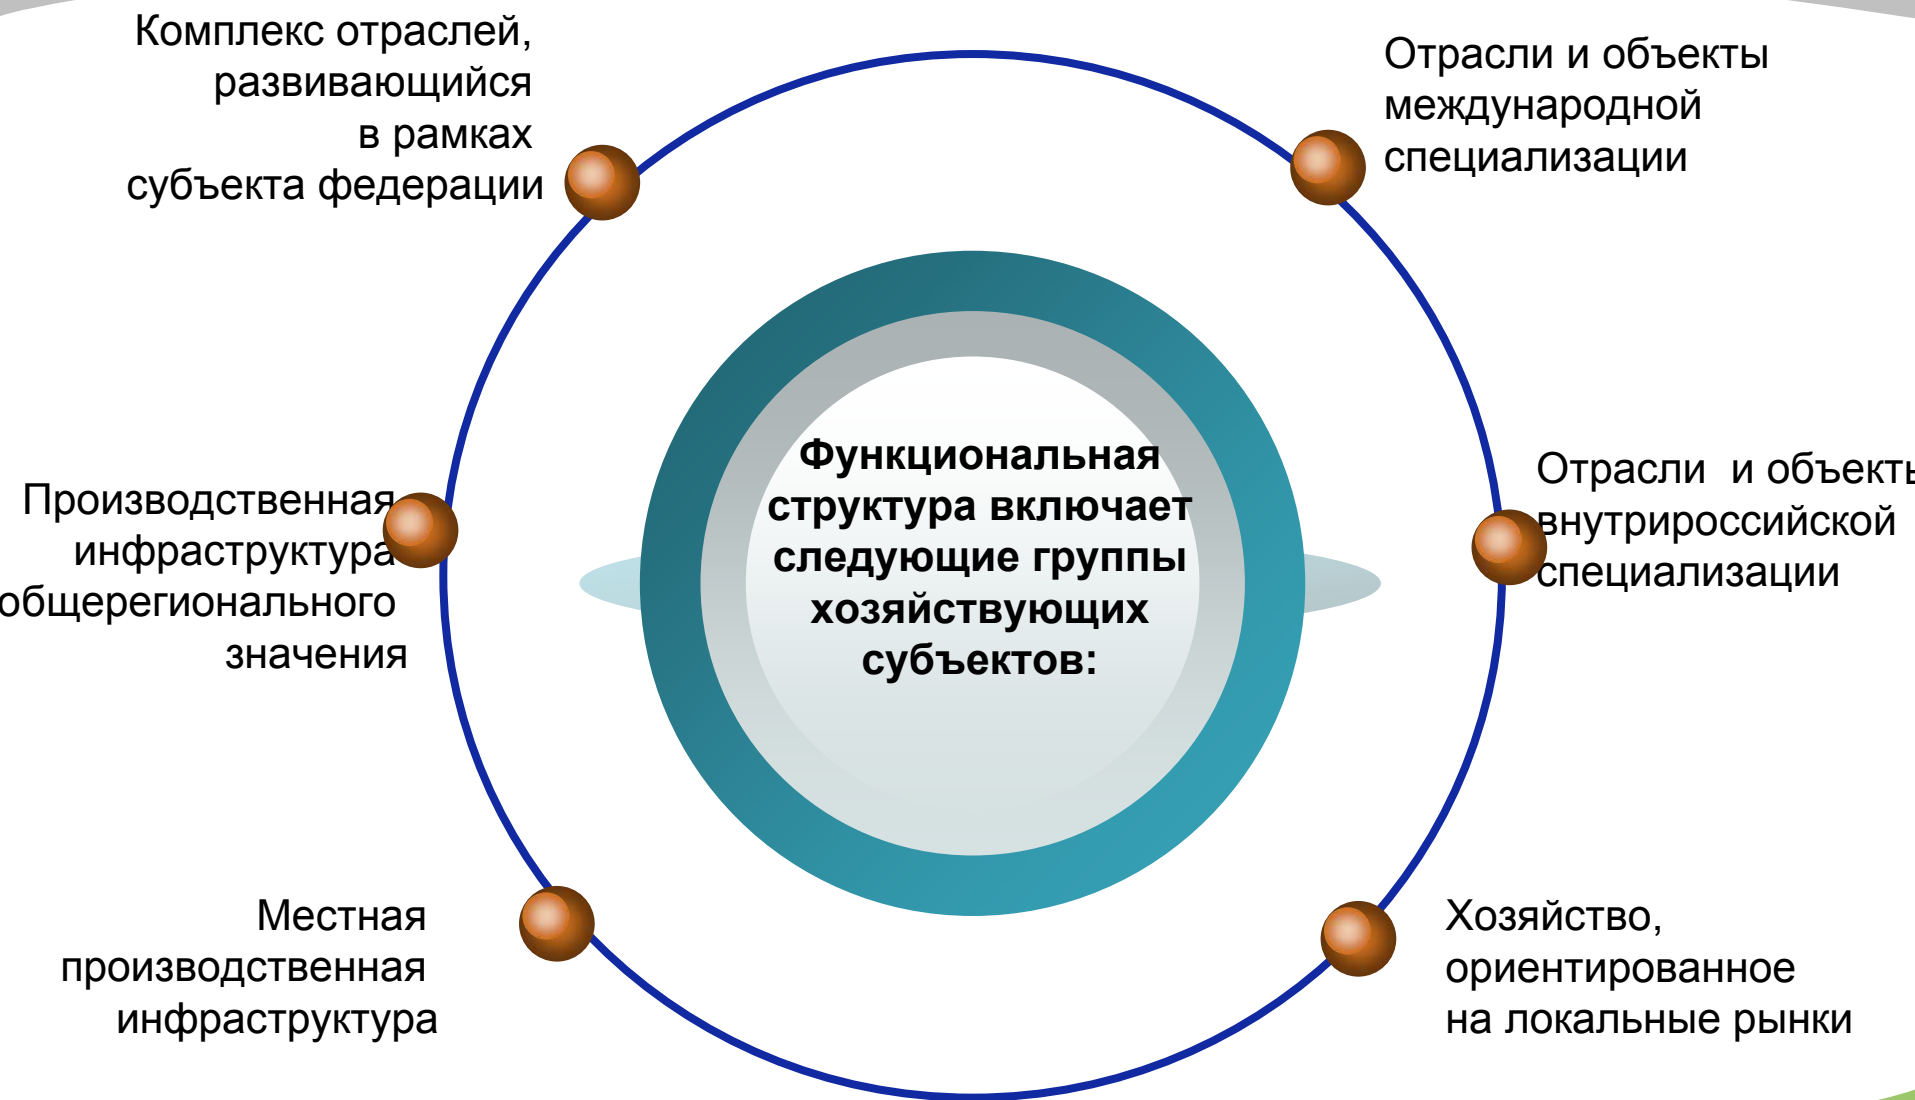 Комплекс отраслей,
развивающийся
в рамках
субъекта федерации
Отрасли и объекты
международной
специализации
Функциональная
структура включает
следующие группы
хозяйствующих
субъектов:
Производственная
инфраструктура
общерегионального
значения
Отрасли и объекты
внутрироссийской
специализации
Местная
производственная
инфраструктура
Хозяйство,
ориентированное
на локальные рынки